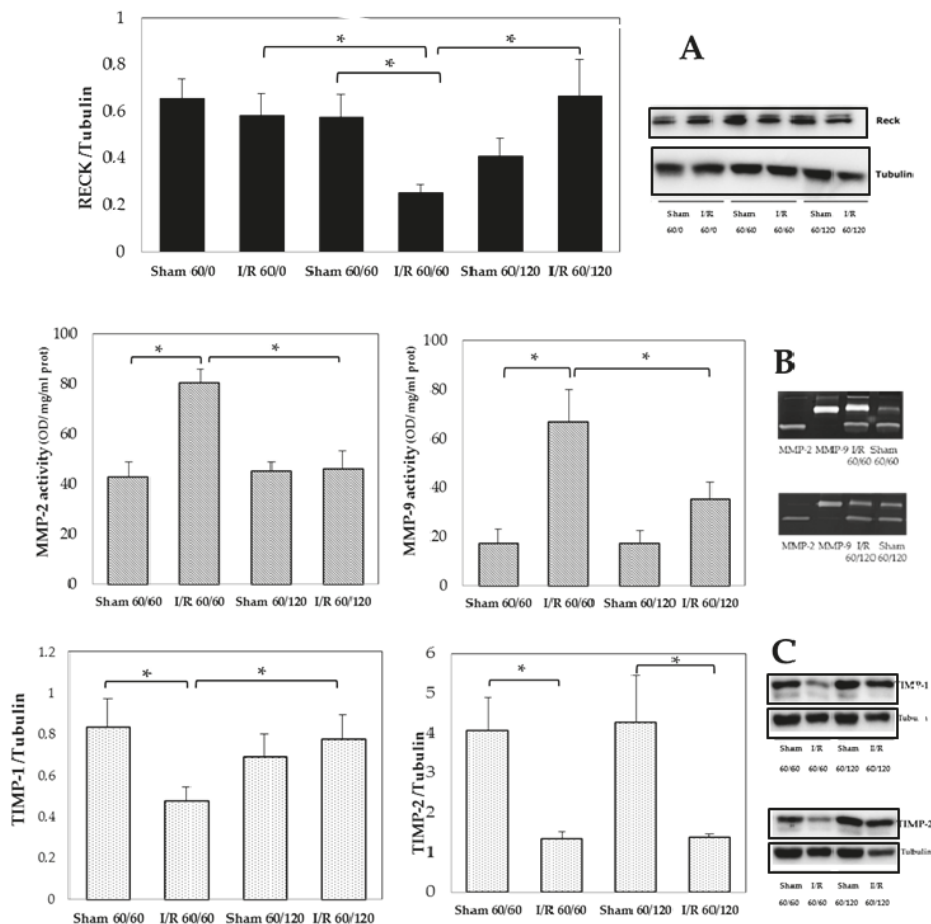 1
0.8
0.6
0.4
0.2
0
RECK /Tubulin
*
*
*
Sham 60/0 I/R 60/0 Sham 60/60 I/R 60/60 Sham 60/120 I/R 60/120
A
Reck
Tubulin
Sham I/R Sham I/R Sham I/R
60/0 60/0 60/60 60/60 60/120 60/120
100
80
60
40
20
0
MMP-2 activity (OD/ mg/ml prot)
*
*
Sham 60/60 I/R 60/60 Sham 60/120 I/R 60/120
100
80
60
40
20
0
MMP-9 activity (OD/ mg/ml prot)
*
*
Sham 60/60 I/R 60/60 Sham 60/120 I/R 60/120
B
MMP-2 MMP-9 I/R Sham
60/60 60/60
MMP-2 MMP-9 I/R Sham
60/120 60/120
1.2
1
0.8
0.6
0.4
0.2
0
TIMP-1 /Tubulin
*
*
Sham 60/60 I/R 60/60 Sham 60/120 I/R 60/120
6
5
4
3
2
1
0
TIMP-2 /Tubulin
*
*
Sham 60/60 I/R 60/60 Sham 60/120 I/R 60/120
C
TIMP-1
Sham I/R Sham I/R
60/60 60/60 60/120 60/120
TIMP-2
Tubulin
Sham I/R Sham I/R
60/60 60/60 60/120 60/120